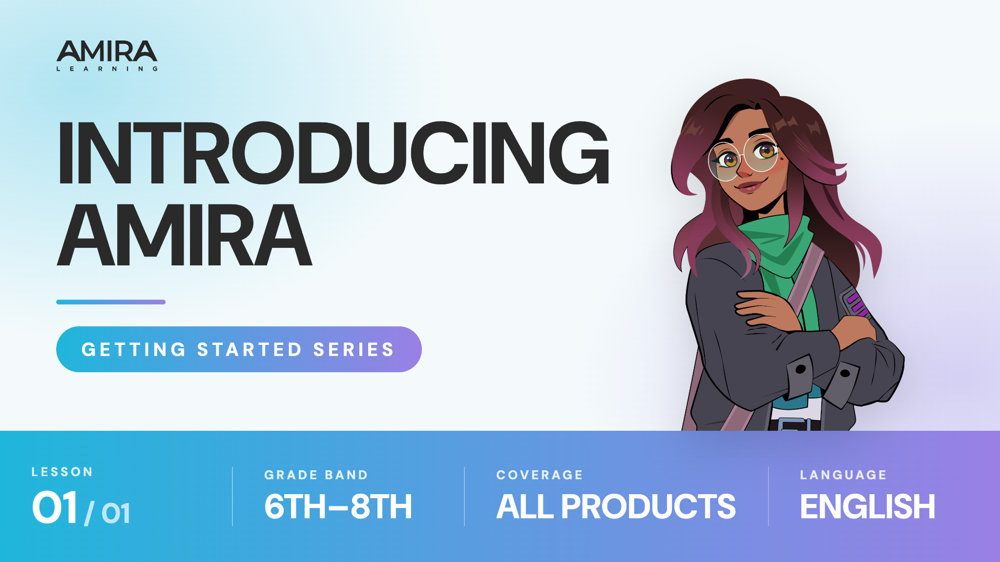 AMIRA
LEARNING
INTRODUCING
AMIRA
GETTING STARTED SERIES
LESSON
01 / 01
GRADE BAND
6TH–8TH
COVERAGE
ALL PRODUCTS
LANGUAGE
ENGLISH